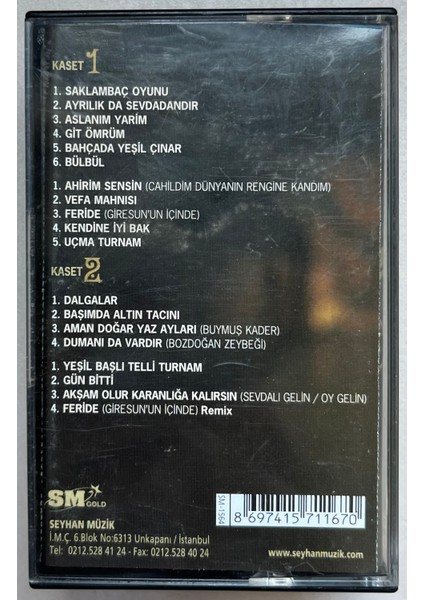 KASET 1
1. SAKLAMBAÇ OYUNU
2. AYRILIK DA SEVDADANDIR
3. ASLANIM YARİM
4. GİT ÖMRÜM
5. BAHÇADA YEŞİL ÇINAR
6. BÜLBÜL
1. AHİRİM SENSİN (CAHİLDİM DÜNYANIN RENGİNE KANDIM)
2. VEFA MAHNISI
3. FERİDE (GİRESUN'UN İÇİNDE)
4. KENDİNE İYİ BAK
5. UÇMA TURNAM
KASET 2
1. DALGALAR
2. BAŞIMDA ALTIN TACINI
3. AMAN DOĞAR YAZ AYLARI (BUYMUŞ KADER)
4. DUMANI DA VARDIR (BOZDOĞAN ZEYBEĞİ)
1. YEŞİL BAŞLI TELLİ TURNAM
2. GÜN BİTTİ
3. AKŞAM OLUR KARANLIĞA KALIRSIN (SEVDALI GELİN / OY GELİN)
4. FERİDE (GİRESUN'UN İÇİNDE) Remix
SM GOLD
SEYHAN MÜZİK
İ.M.Ç. 6.Blok No:6313 Unkapanı / İstanbul
Tel: 0212.528 41 24 - Fax: 0212.528 40 24
SM-1564
8 697415 711670
www.seyhanmuzik.com